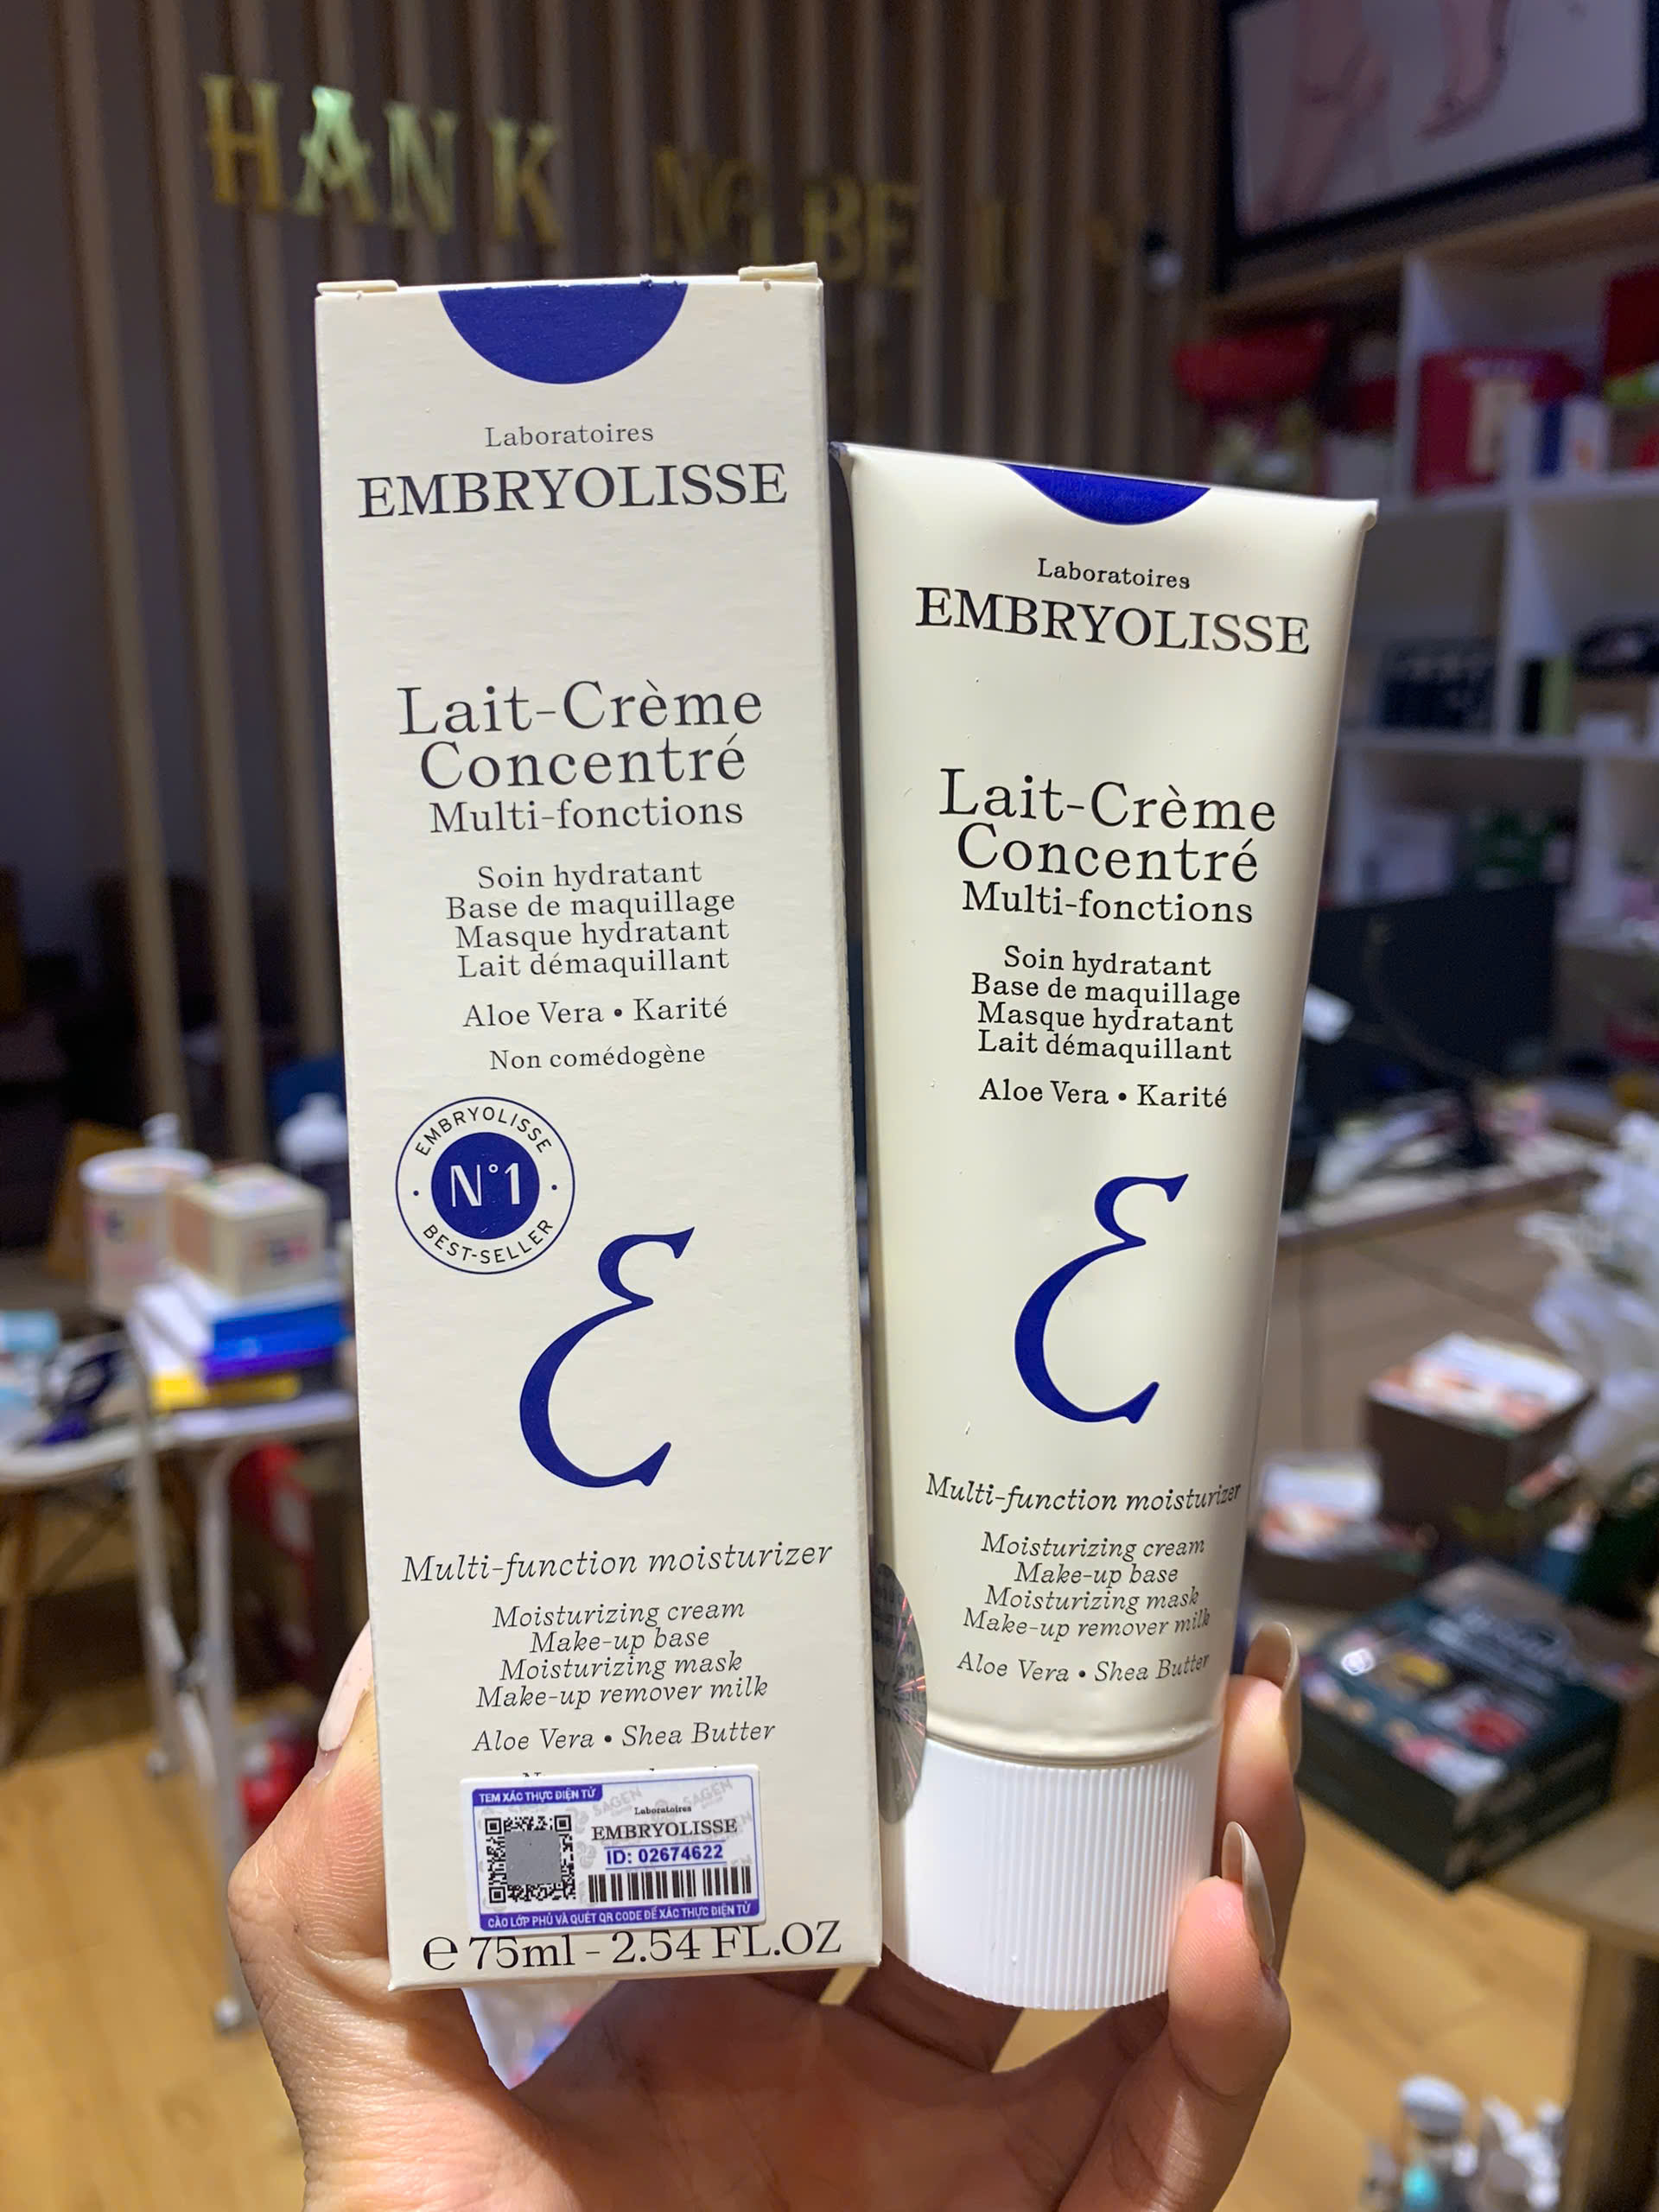 HANK
Laboratoires
EMBRYOLISSE
Lait-Crème
Concentré
Multi-fonctions
Soin hydratant
Base de maquillage
Masque hydratant
Lait démaquillant
Aloe Vera • Karité
Non comédogène
EMBRYOLISSE
N°1
BEST-SELLER
Ɛ
Multi-function moisturizer
Moisturizing cream
Make-up base
Moisturizing mask
Make-up remover milk
Aloe Vera • Shea Butter
TEM XÁC THỰC ĐIỆN TỬ
SAGEN SAGEN
Laboratoires
EMBRYOLISSE
ID: 02674622
CÀO LỚP PHỦ VÀ QUÉT QR CODE ĐỂ XÁC THỰC ĐIỆN TỬ
e 75ml - 2.54 FL.OZ
Laboratoires
EMBRYOLISSE
Lait-Crème
Concentré
Multi-fonctions
Soin hydratant
Base de maquillage
Masque hydratant
Lait démaquillant
Aloe Vera • Karité
Ɛ
Multi-function moisturizer
Moisturizing cream
Make-up base
Moisturizing mask
Make-up remover milk
Aloe Vera • Shea Butter